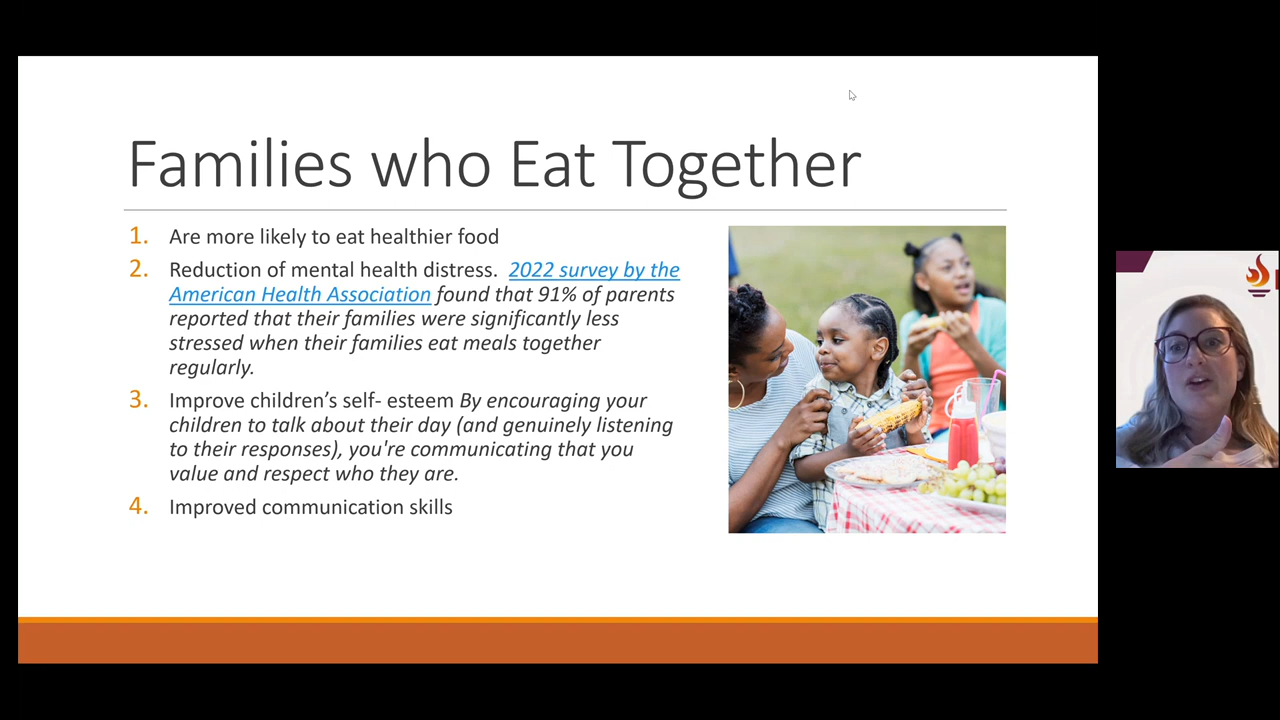 Families who Eat Together
1. Are more likely to eat healthier food
2. Reduction of mental health distress. 2022 survey by the
American Health Association found that 91% of parents
reported that their families were significantly less
stressed when their families eat meals together
regularly.
3. Improve children’s self- esteem By encouraging your
children to talk about their day (and genuinely listening
to their responses), you're communicating that you
value and respect who they are.
4. Improved communication skills